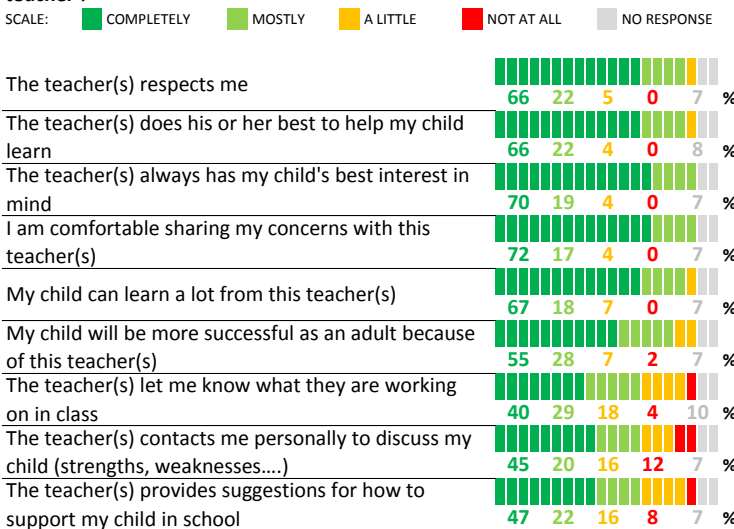 SCALE: COMPLETELY MOSTLY A LITTLE NOT AT ALL NO RESPONSE
The teacher(s) respects me
66 22 5 0 7 %
The teacher(s) does his or her best to help my child
learn
66 22 4 0 8 %
The teacher(s) always has my child's best interest in
mind
70 19 4 0 7 %
I am comfortable sharing my concerns with this
teacher(s)
72 17 4 0 7 %
My child can learn a lot from this teacher(s)
67 18 7 0 7 %
My child will be more successful as an adult because
of this teacher(s)
55 28 7 2 7 %
The teacher(s) let me know what they are working
on in class
40 29 18 4 10 %
The teacher(s) contacts me personally to discuss my
child (strengths, weaknesses....)
45 20 16 12 7 %
The teacher(s) provides suggestions for how to
support my child in school
47 22 16 8 7 %